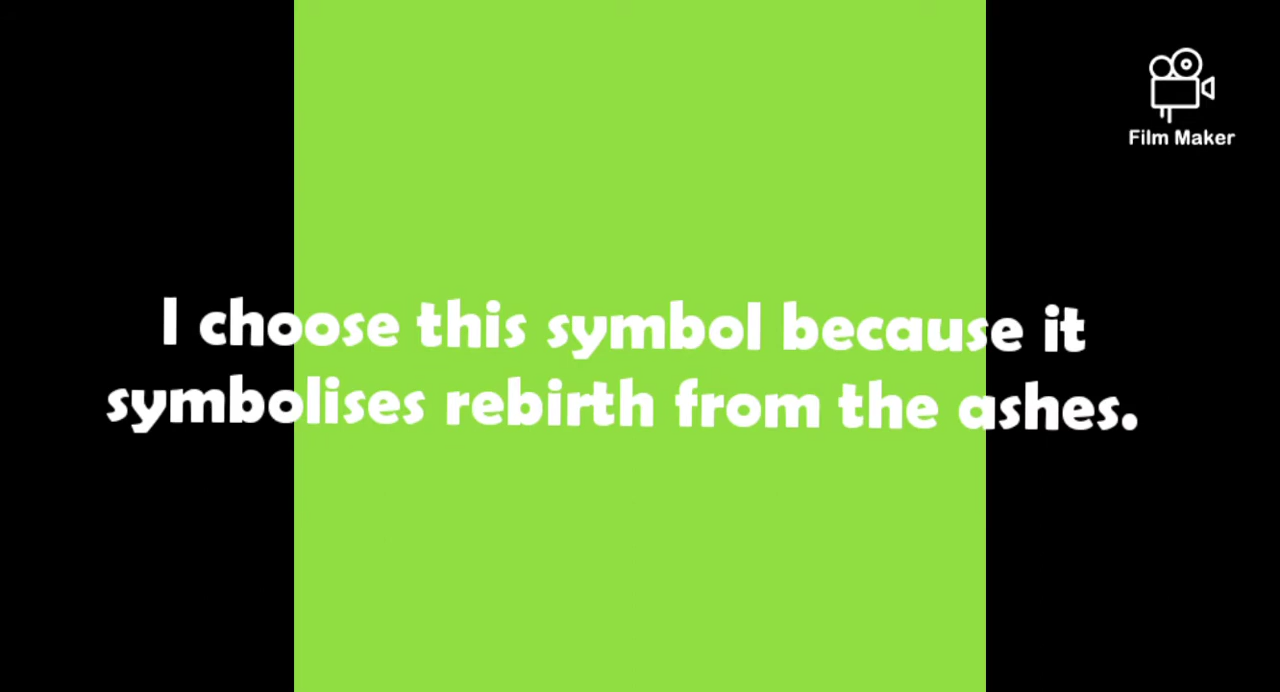 Film Maker
I choose this symbol because it
symbolises rebirth from the ashes.